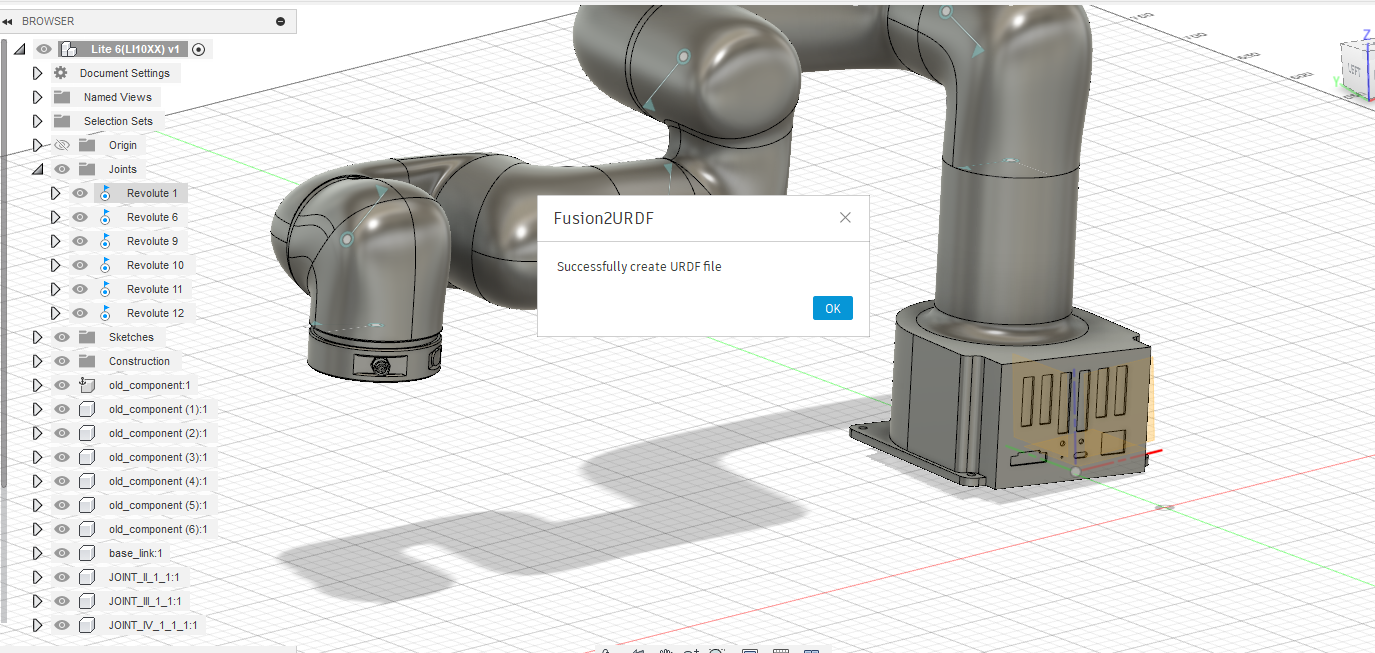 BROWSER
Lite 6(LI10XX) v1
Document Settings
Named Views
Selection Sets
Origin
Joints
Revolute 1
Revolute 6
Revolute 9
Revolute 10
Revolute 11
Revolute 12
Sketches
Construction
old_component:1
old_component (1):1
old_component (2):1
old_component (3):1
old_component (4):1
old_component (5):1
old_component (6):1
base_link:1
JOINT_II_1_1:1
JOINT_III_1_1:1
JOINT_IV_1_1_1:1
Fusion2URDF
Successfully create URDF file
OK
Z
LEFT
Y